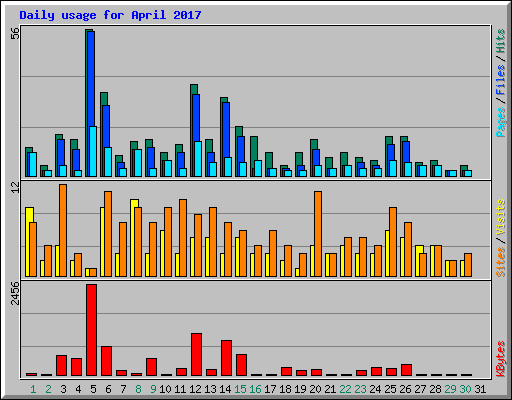 Daily usage for April 2017
56
Pages / Files / Hits
12
Sites / Visits
2456
KBytes
1 2 3 4 5 6 7 8 9 10 11 12 13 14 15 16 17 18 19 20 21 22 23 24 25 26 27 28 29 30 31